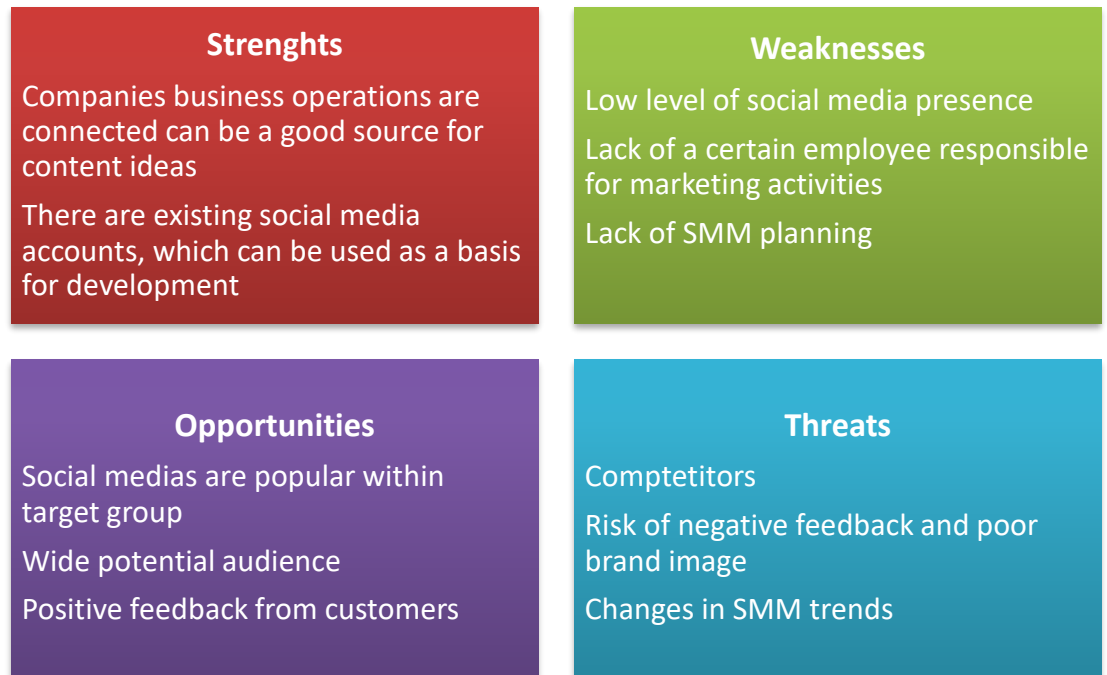 Strenghts
Companies business operations are
connected can be a good source for
content ideas
There are existing social media
accounts, which can be used as a basis
for development
Weaknesses
Low level of social media presence
Lack of a certain employee responsible
for marketing activities
Lack of SMM planning
Opportunities
Social medias are popular within
target group
Wide potential audience
Positive feedback from customers
Threats
Comptetitors
Risk of negative feedback and poor
brand image
Changes in SMM trends